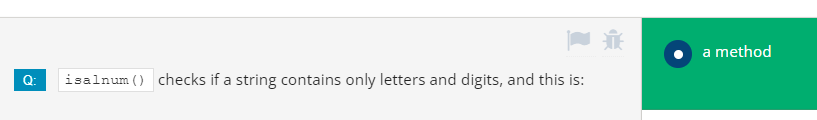 a method
Q: isalnum() checks if a string contains only letters and digits, and this is: